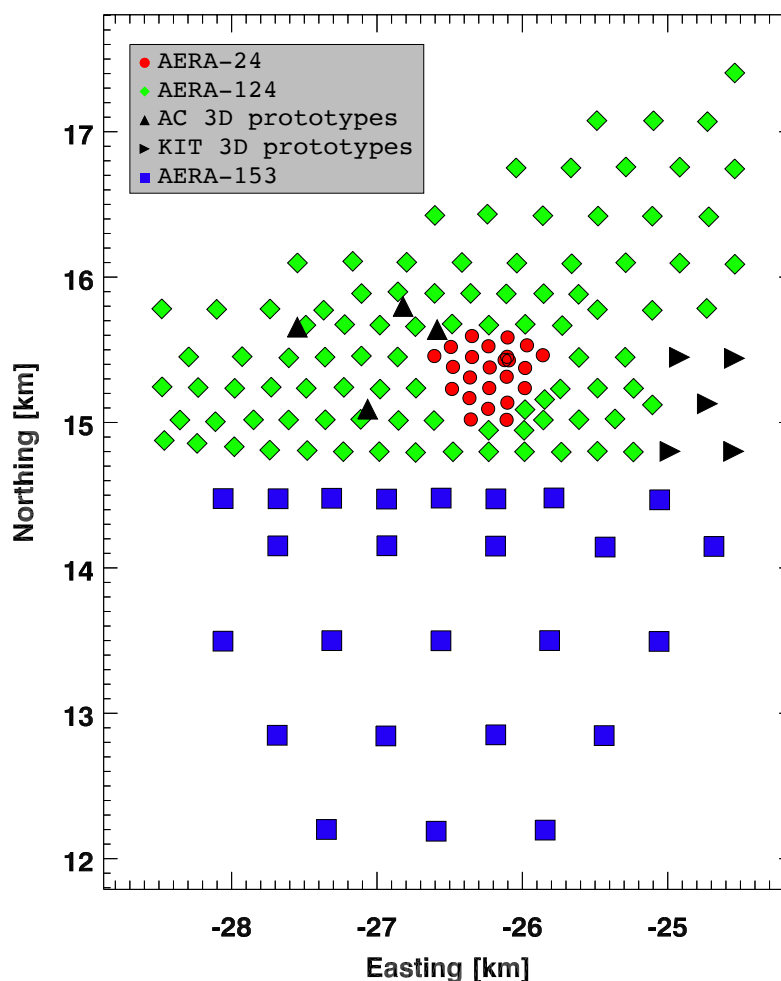 AERA-24
AERA-124
AC 3D prototypes
KIT 3D prototypes
AERA-153
17
16
15
14
13
12
Northing [km]
-28 -27 -26 -25
Easting [km]